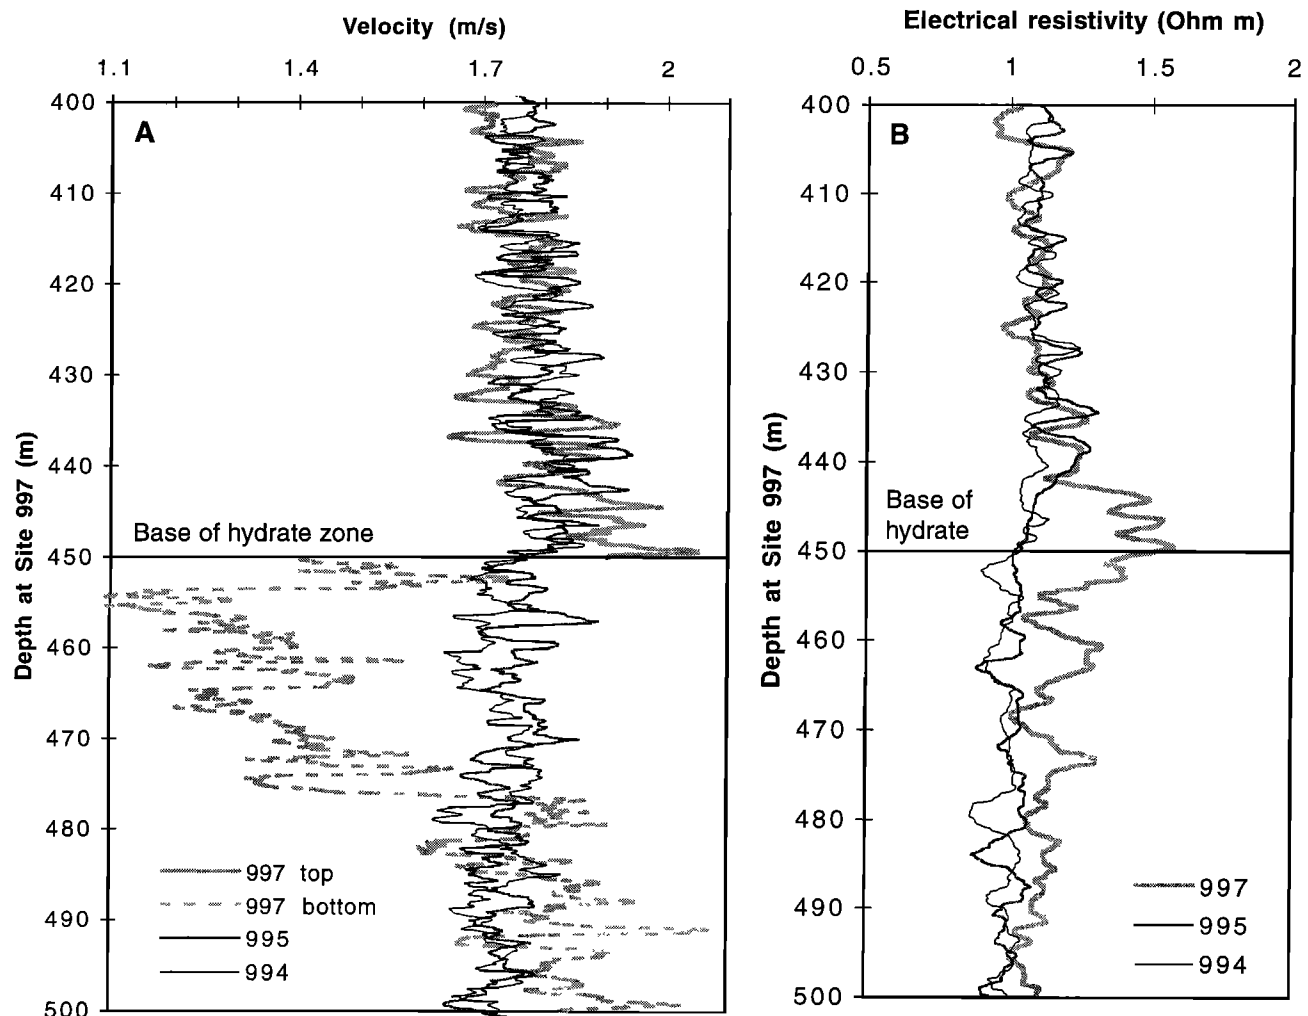 Velocity (m/s)
1.1 1.4 1.7 2
400
410
420
430
440
450
460
470
480
490
500
Depth at Site 997 (m)
A
Base of hydrate zone
997 top
997 bottom
995
994
Electrical resistivity (Ohm m)
0.5 1 1.5 2
400
410
420
430
440
450
460
470
480
490
500
Depth at Site 997 (m)
B
Base of
hydrate
997
995
994